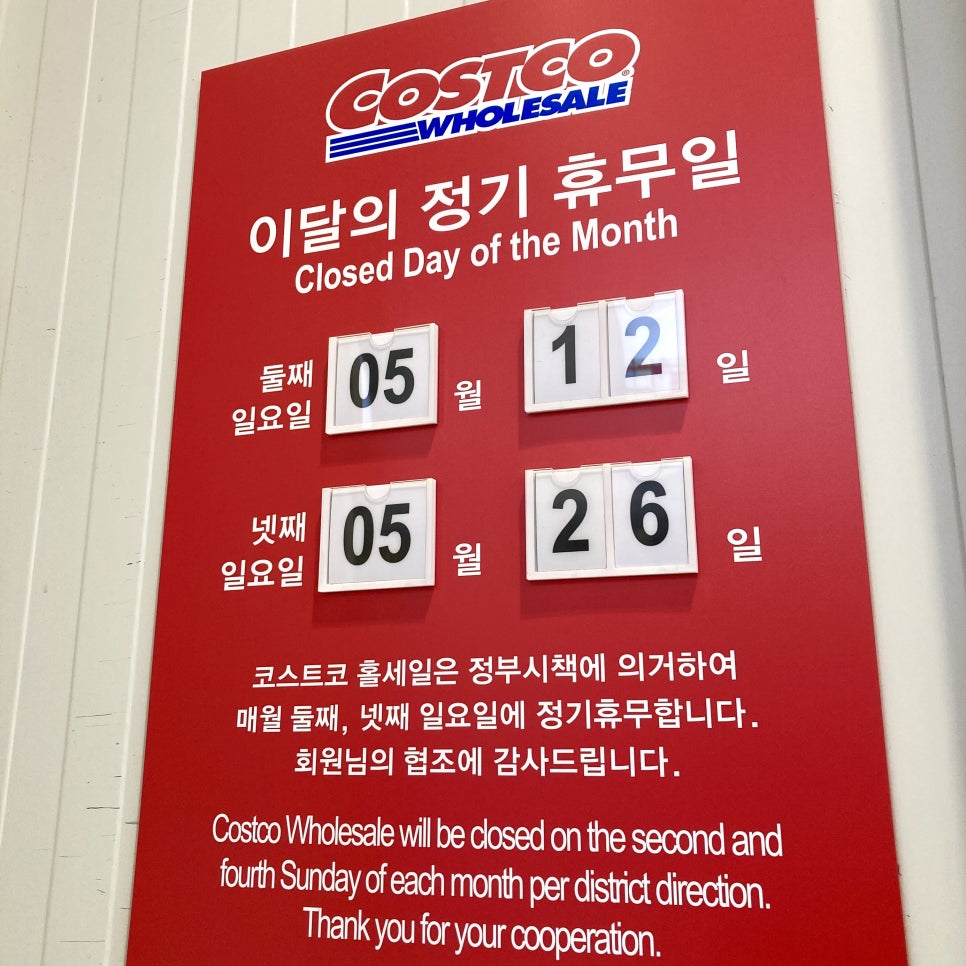 COSTCO
WHOLESALE
이달의 정기 휴무일
Closed Day of the Month
둘째
일요일 05 월 12 일
넷째
일요일 05 월 26 일
코스트코 홀세일은 정부시책에 의거하여
매월 둘째, 넷째 일요일에 정기휴무합니다.
회원님의 협조에 감사드립니다.
Costco Wholesale will be closed on the second and
fourth Sunday of each month per district direction.
Thank you for your cooperation.